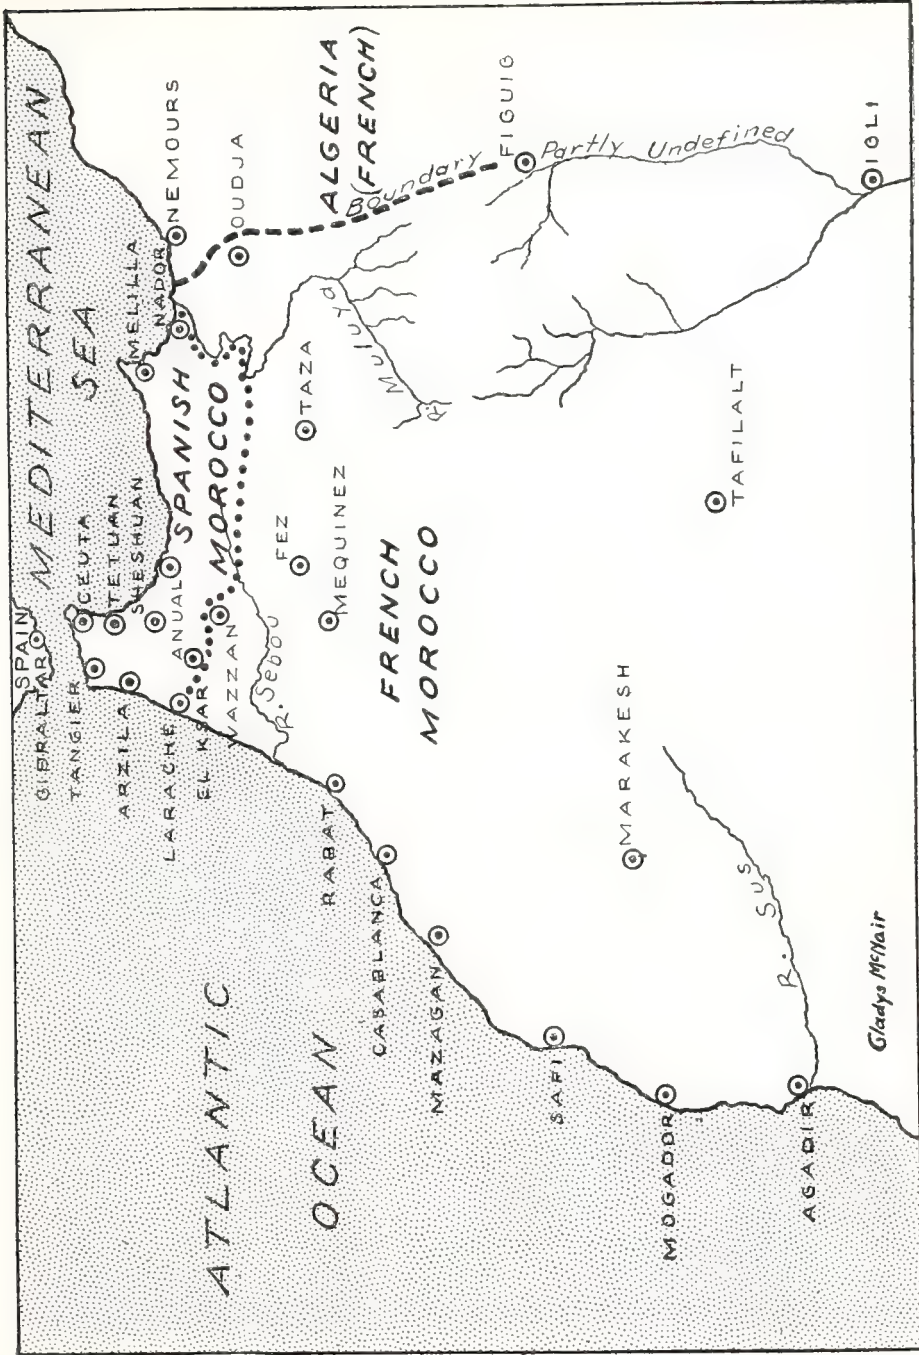 SPAIN
GIBRALTAR
MEDITERRANEAN
SEA
TANGIER
CEUTA
TETUAN
SHESHUAN
ARZILA
ANUAL
MELILLA
NADOR
NEMOURS
LARACHE
EL KSAR
WAZZAN
SPANISH
MOROCCO
OUDJA
ALGERIA
(FRENCH)
Boundary
FIGUIG
Partly Undefined
IGLI
R. Sebou
FEZ
MEQUINEZ
TAZA
R. Muluya
FRENCH
MOROCCO
TAFILALT
ATLANTIC
OCEAN
RABAT
CASABLANCA
MAZAGAN
SAFI
MOGADOR
AGADIR
MARAKESH
R. SUS
Gladys McNair